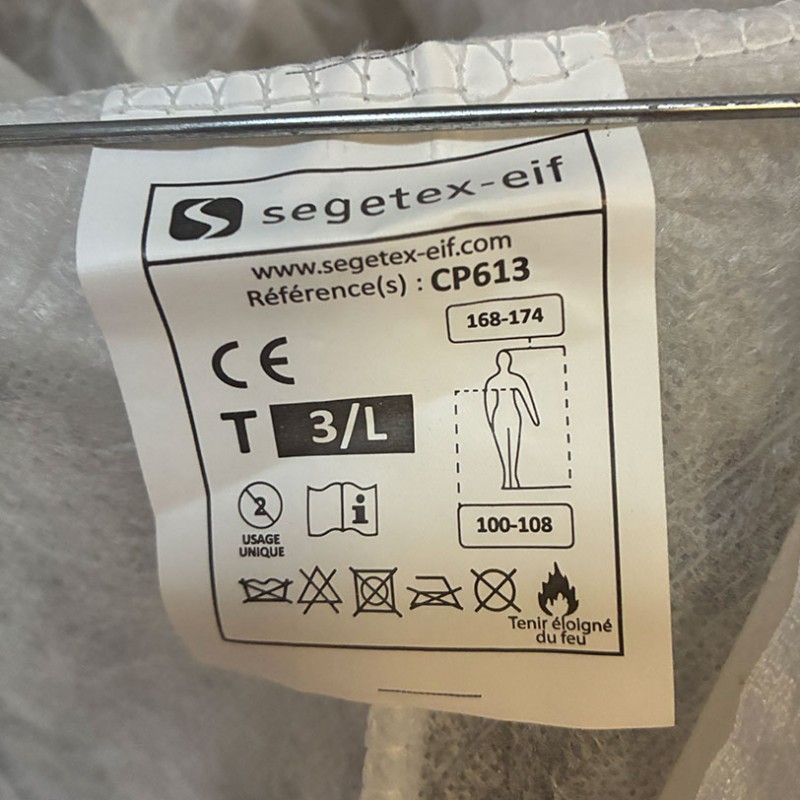 segetex-eif
www.segetex-eif.com
Référence(s) : CP613
168-174
CE
T 3/L
2
USAGE
UNIQUE
i
100-108
Tenir éloigné
du feu